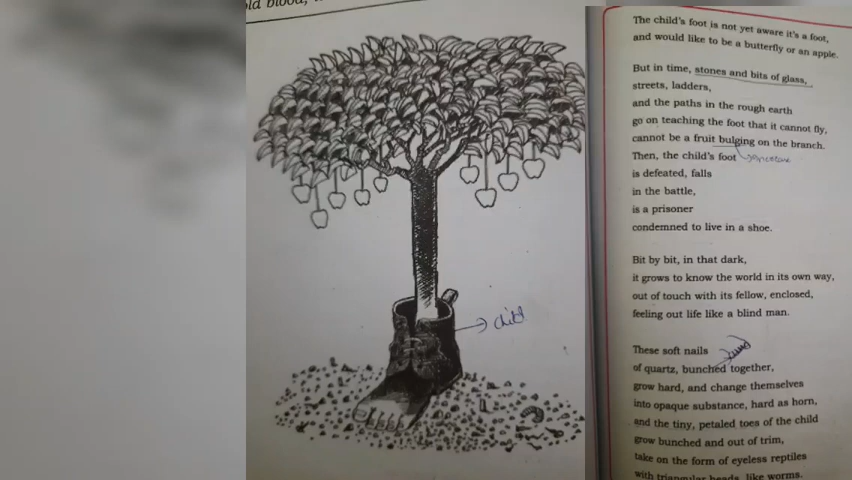 old blood,
child
The child's foot is not yet aware it's a foot,
and would like to be a butterfly or an apple.
But in time, stones and bits of glass,
streets, ladders,
and the paths in the rough earth
go on teaching the foot that it cannot fly,
cannot be a fruit bulging on the branch.
Then, the child's foot
is defeated, falls
in the battle,
is a prisoner
condemned to live in a shoe.
Bit by bit, in that dark,
it grows to know the world in its own way,
out of touch with its fellow, enclosed,
feeling out life like a blind man.
These soft nails
of quartz, bunched together,
grow hard, and change themselves
into opaque substance, hard as horn,
and the tiny, petaled toes of the child
grow bunched and out of trim,
take on the form of eyeless reptiles
with triangular heads, like worms.